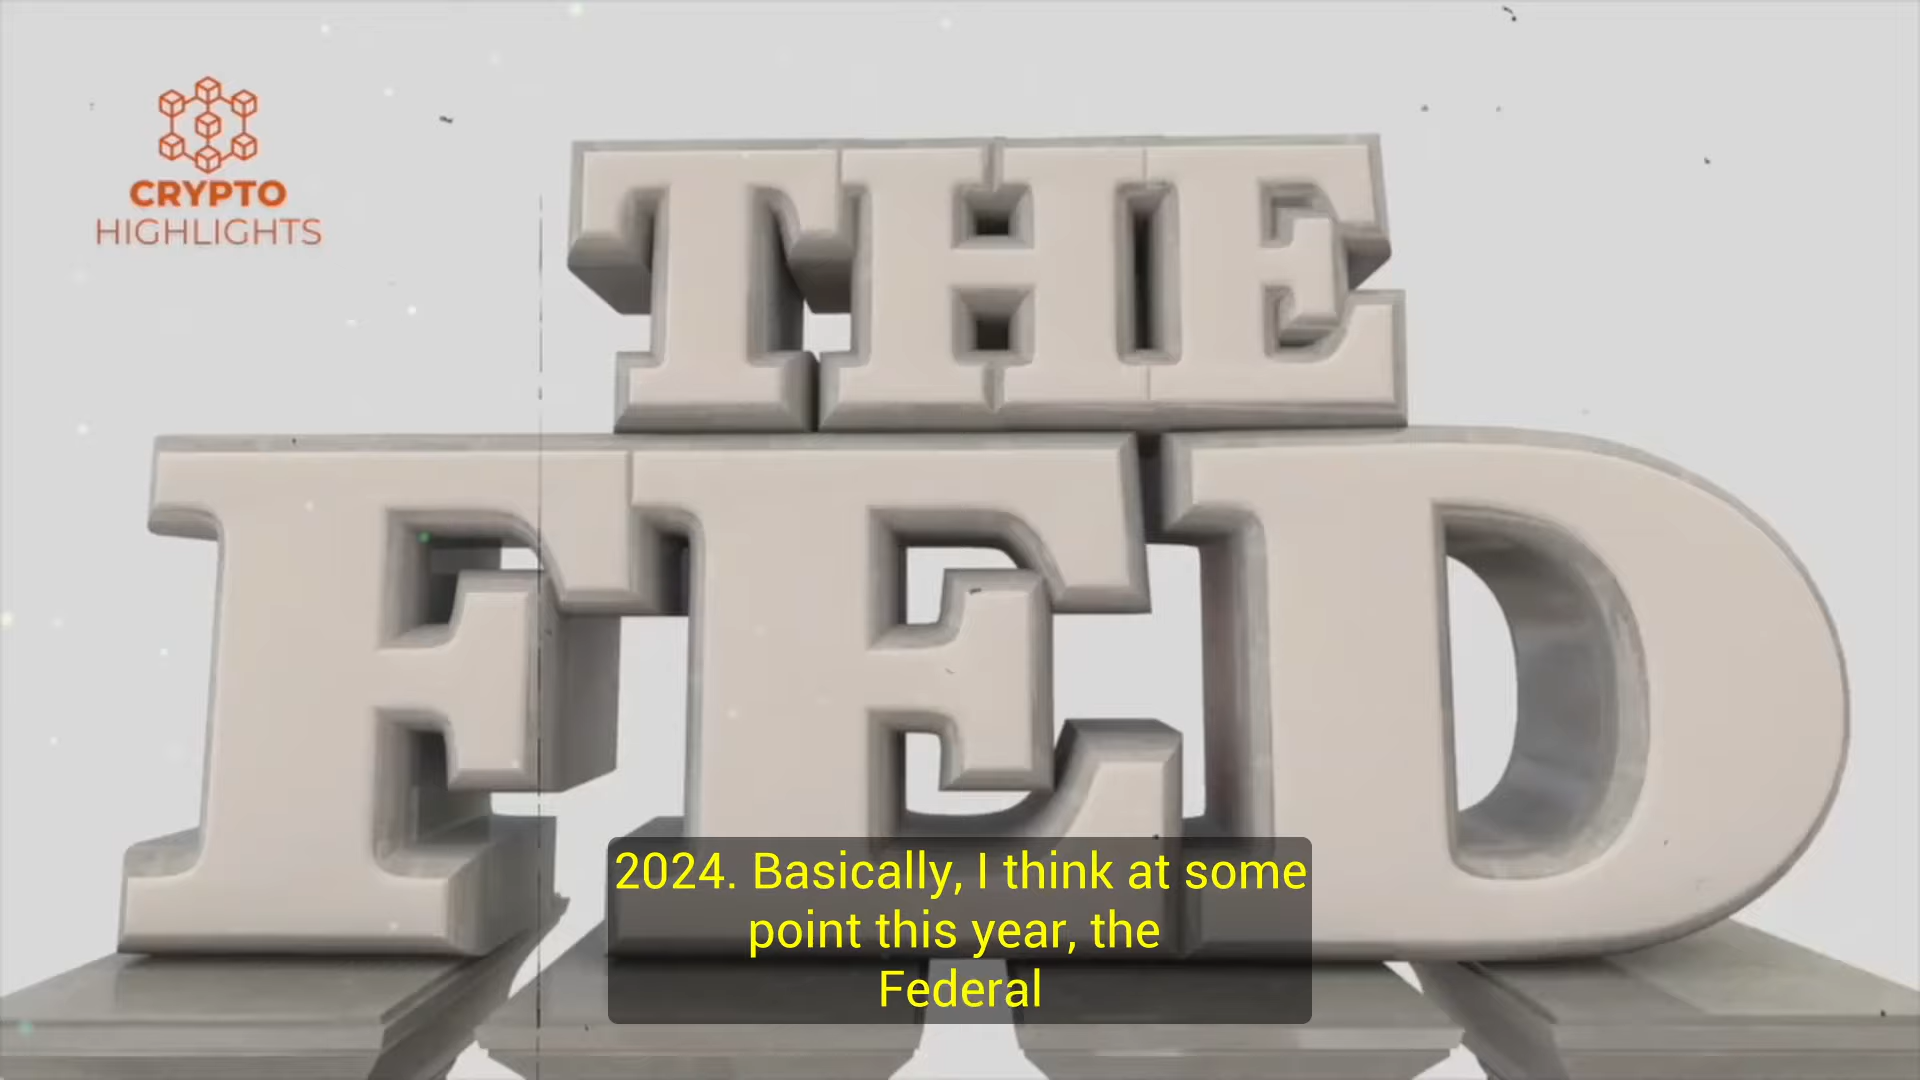 CRYPTO
HIGHLIGHTS
THE
FED
2024. Basically, I think at some
point this year, the
Federal